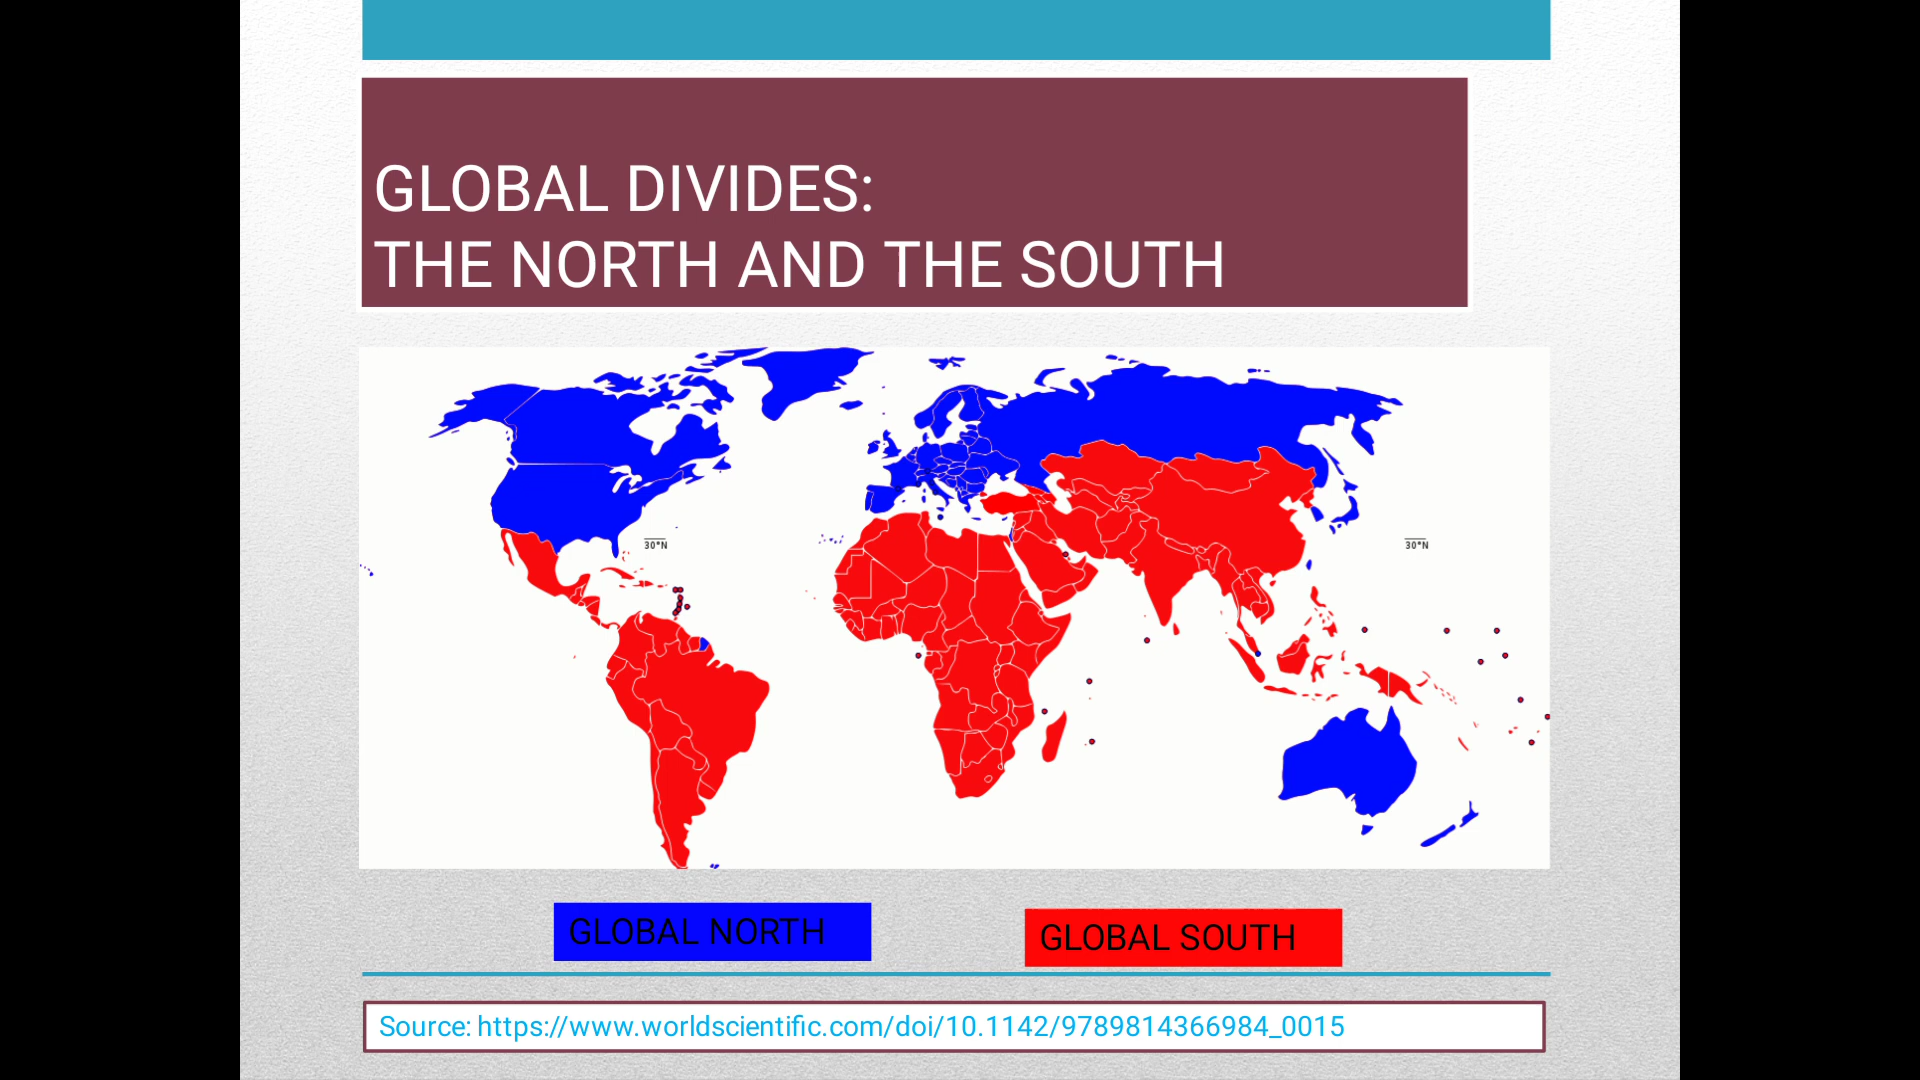 GLOBAL DIVIDES:
THE NORTH AND THE SOUTH
30°N
30°N
GLOBAL NORTH
GLOBAL SOUTH
Source: https://www.worldscientific.com/doi/10.1142/9789814366984_0015